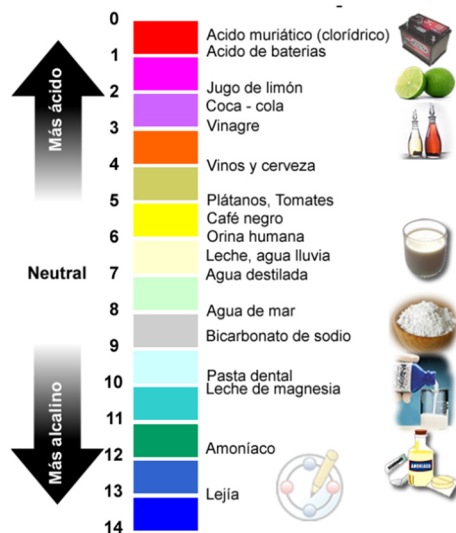 0
Acido muriático (clorídrico)
1
Acido de baterias
Jugo de limón
2
Coca - cola
3
Vinagre
4
Vinos y cerveza
5
Plátanos, Tomates
Café negro
6
Orina humana
Leche, agua lluvia
7
Agua destilada
8
Agua de mar
9
Bicarbonato de sodio
10
Pasta dental
Leche de magnesia
11
12
Amoníaco
13
Lejía
14
Más ácido
Neutral
Más alcalino
AMONÍACO